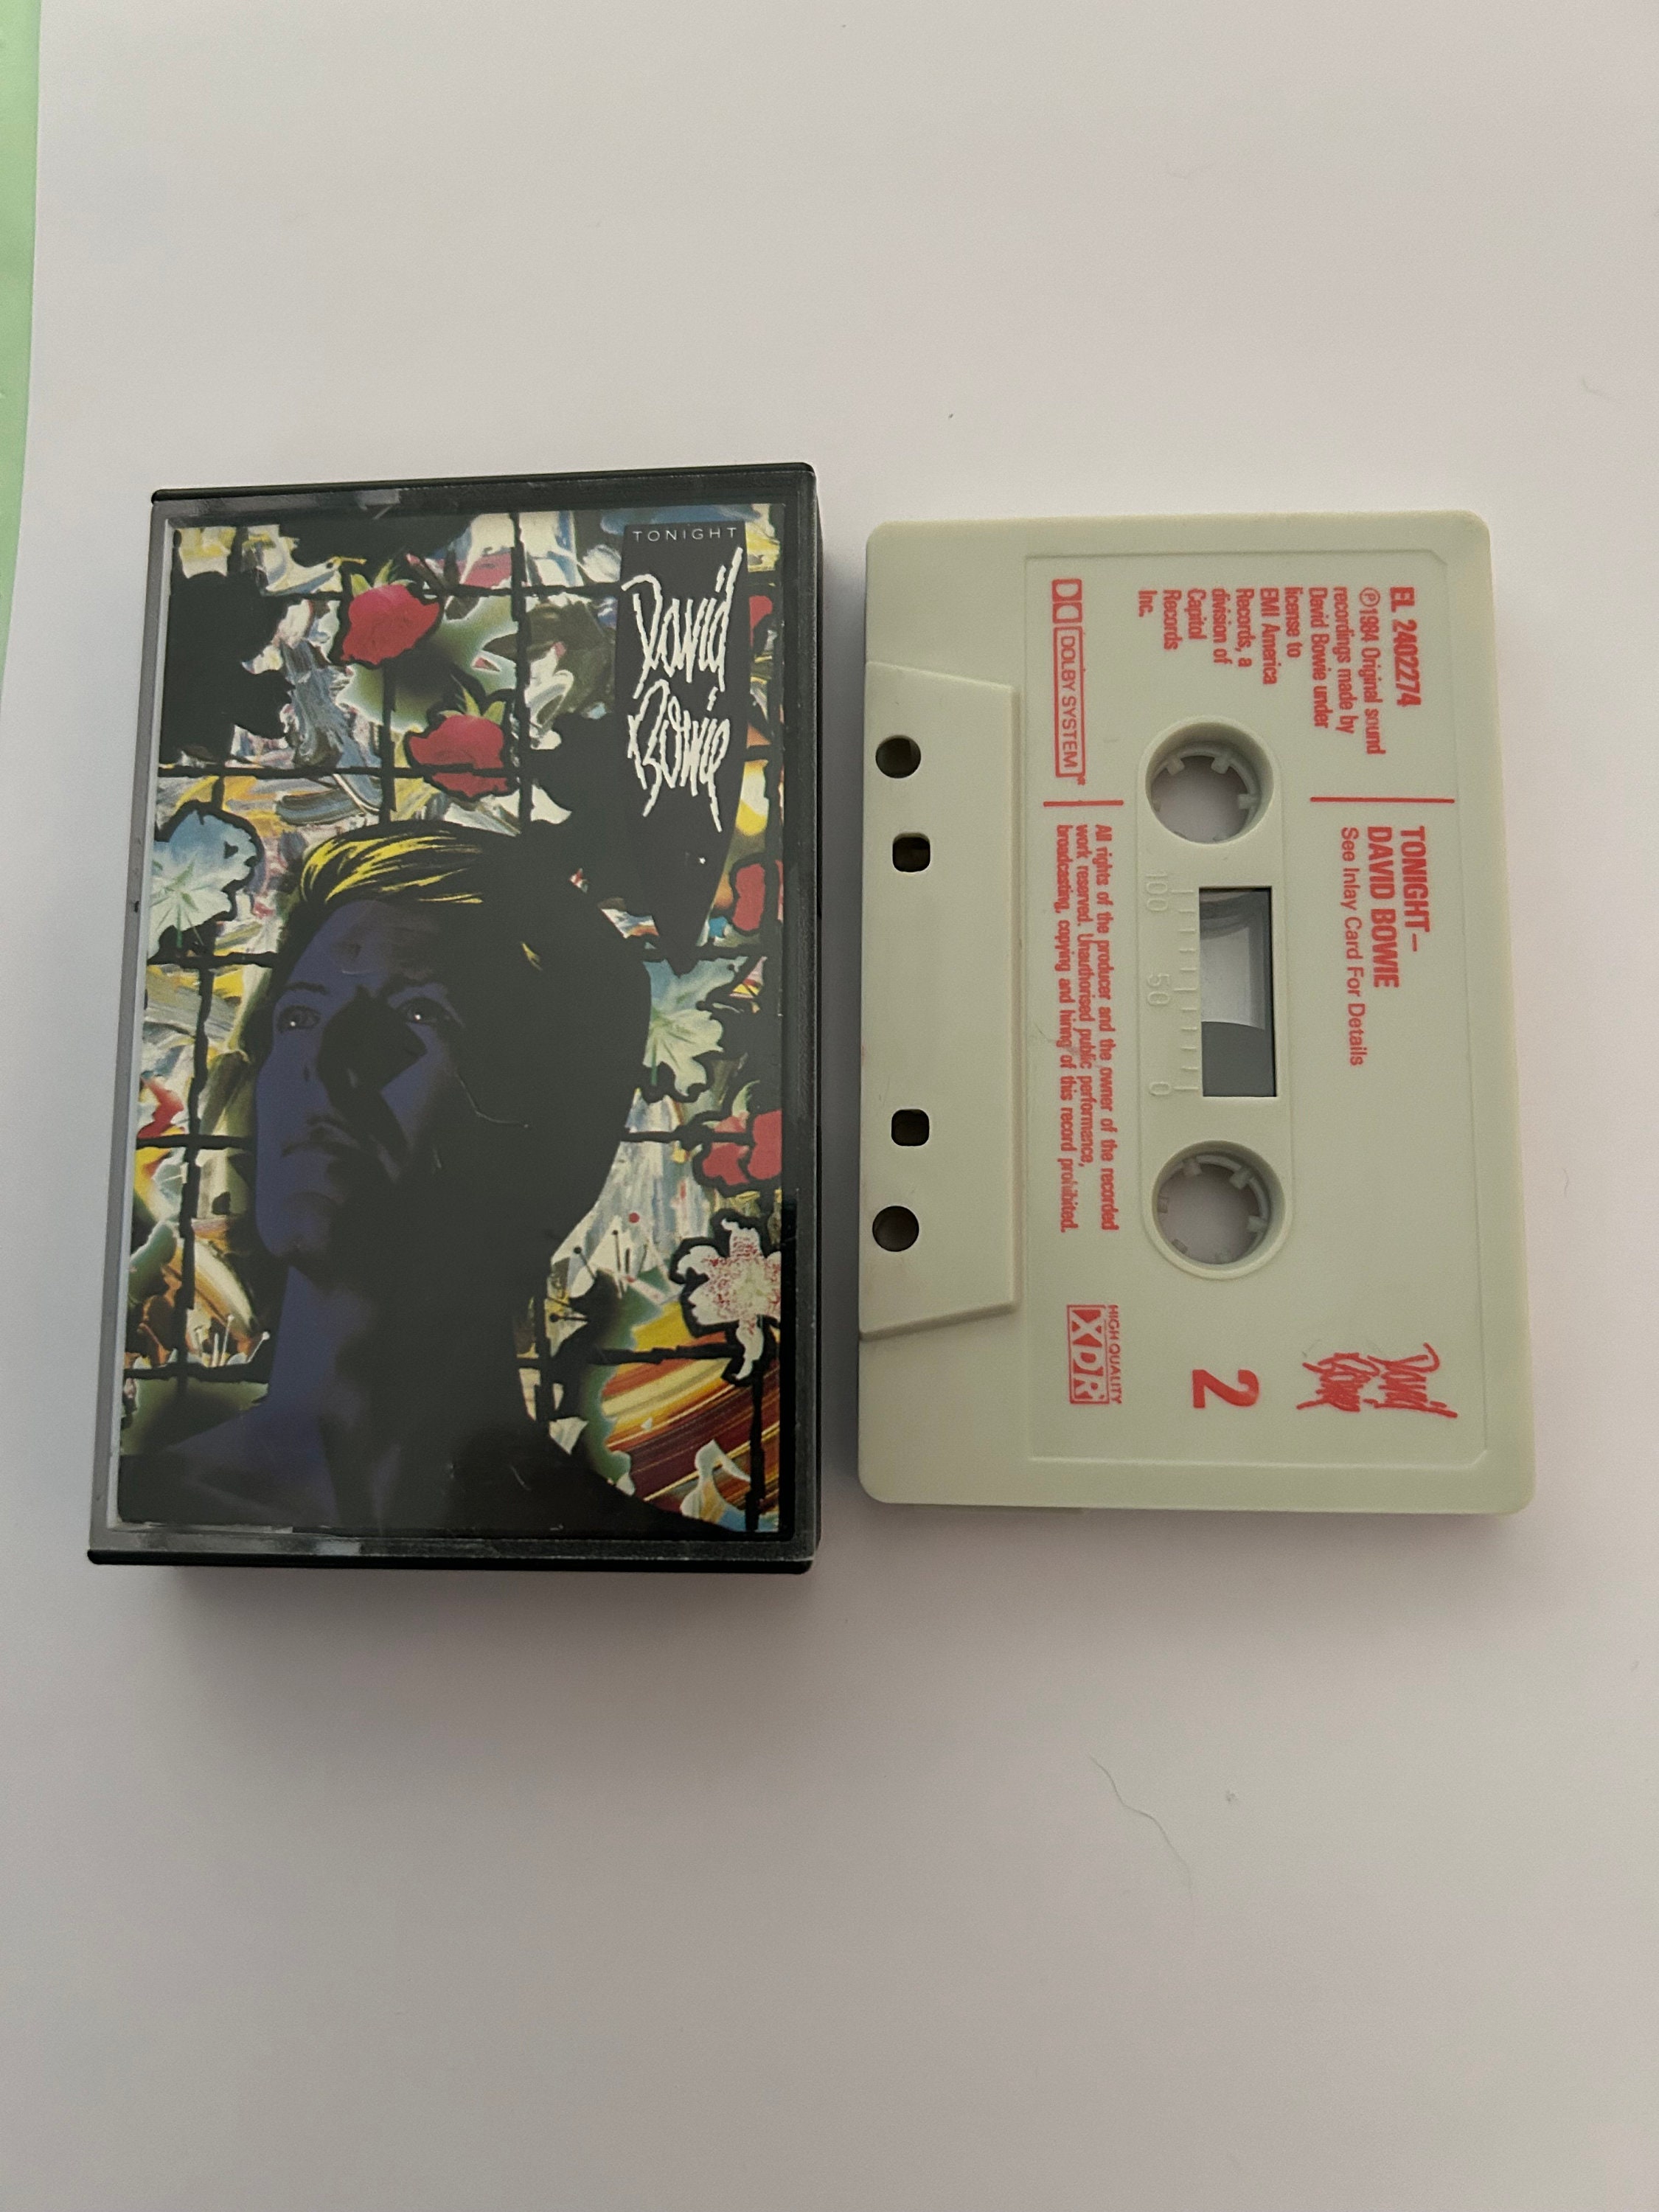 TONIGHT
David
Bowie
EL 2402274
℗1984 Original sound
recordings made by
David Bowie under
license to
EMI America
Records, a
division of
Capitol
Records
Inc.
DOLBY SYSTEM®
TONIGHT–
DAVID BOWIE
See Inlay Card For Details
100 50 0
All rights of the producer and the owner of the recorded
work reserved. Unauthorised public performance,
broadcasting, copying and hiring of this record prohibited.
David
Bowie
2
HIGH QUALITY
XDR